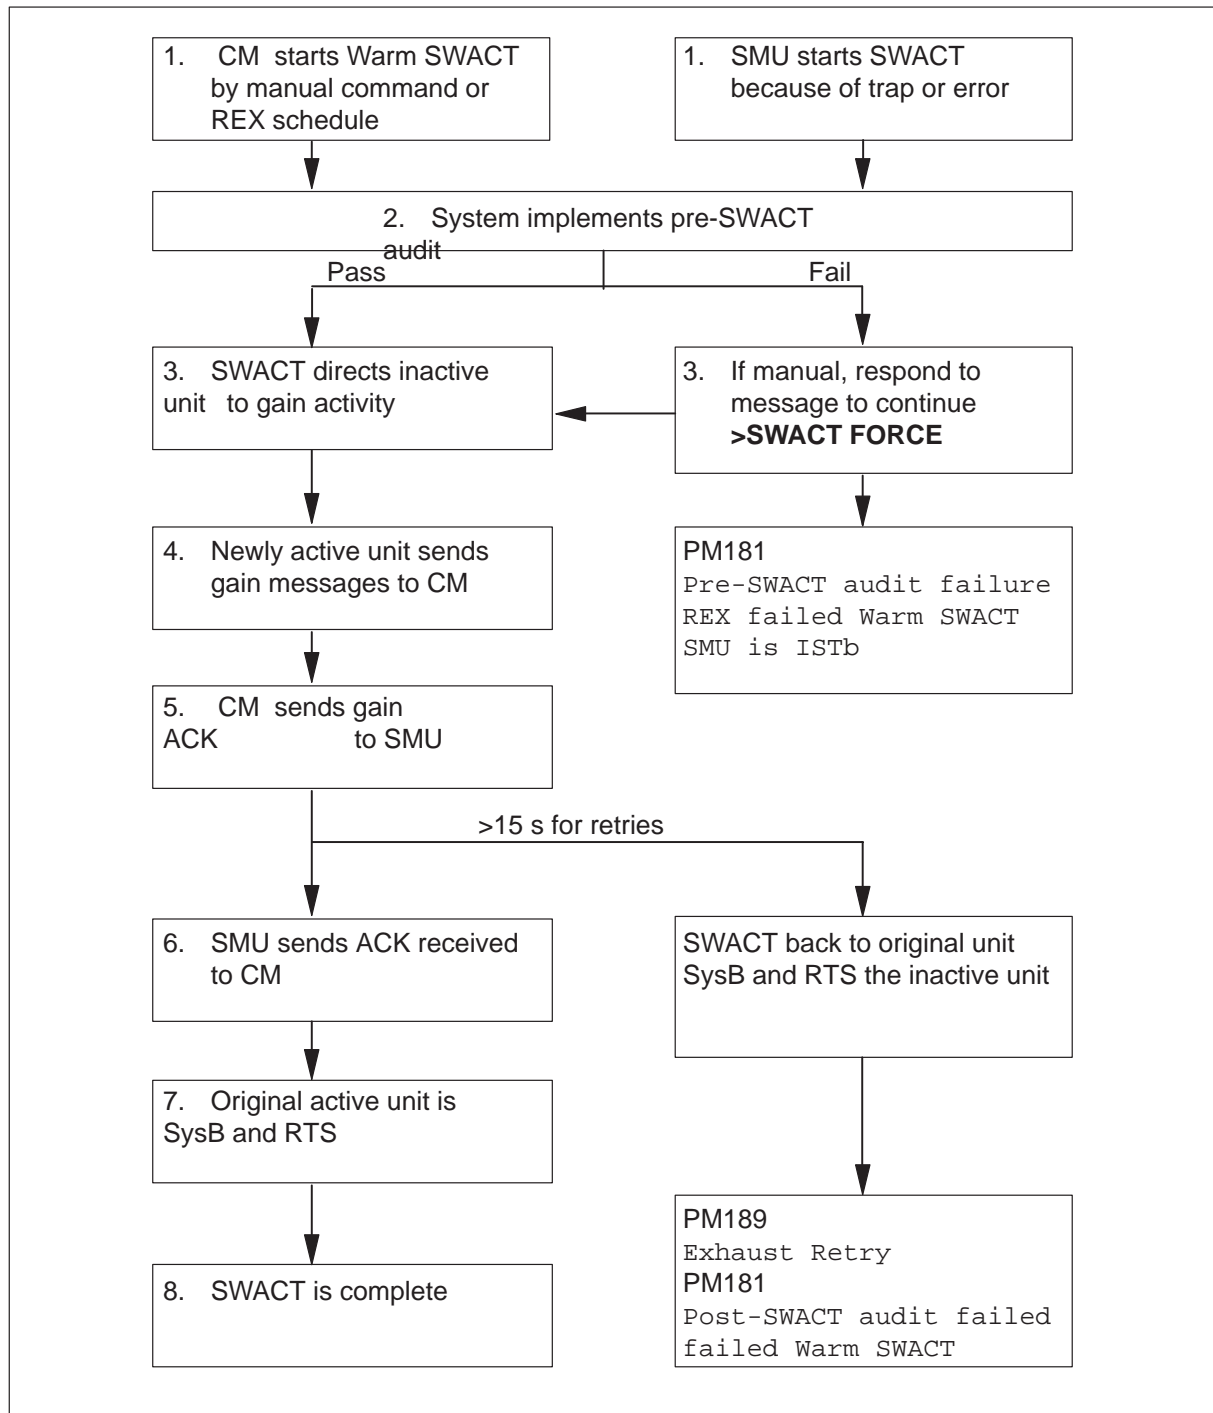 1. CM starts Warm SWACT
by manual command or
REX schedule
1. SMU starts SWACT
because of trap or error
2. System implements pre-SWACT
audit
Pass
Fail
3. SWACT directs inactive
unit to gain activity
3. If manual, respond to
message to continue
>SWACT FORCE
4. Newly active unit sends
gain messages to CM
PM181
Pre-SWACT audit failure
REX failed Warm SWACT
SMU is ISTb
5. CM sends gain
ACK to SMU
>15 s for retries
6. SMU sends ACK received
to CM
SWACT back to original unit
SysB and RTS the inactive unit
7. Original active unit is
SysB and RTS
PM189
Exhaust Retry
PM181
Post-SWACT audit failed
failed Warm SWACT
8. SWACT is complete